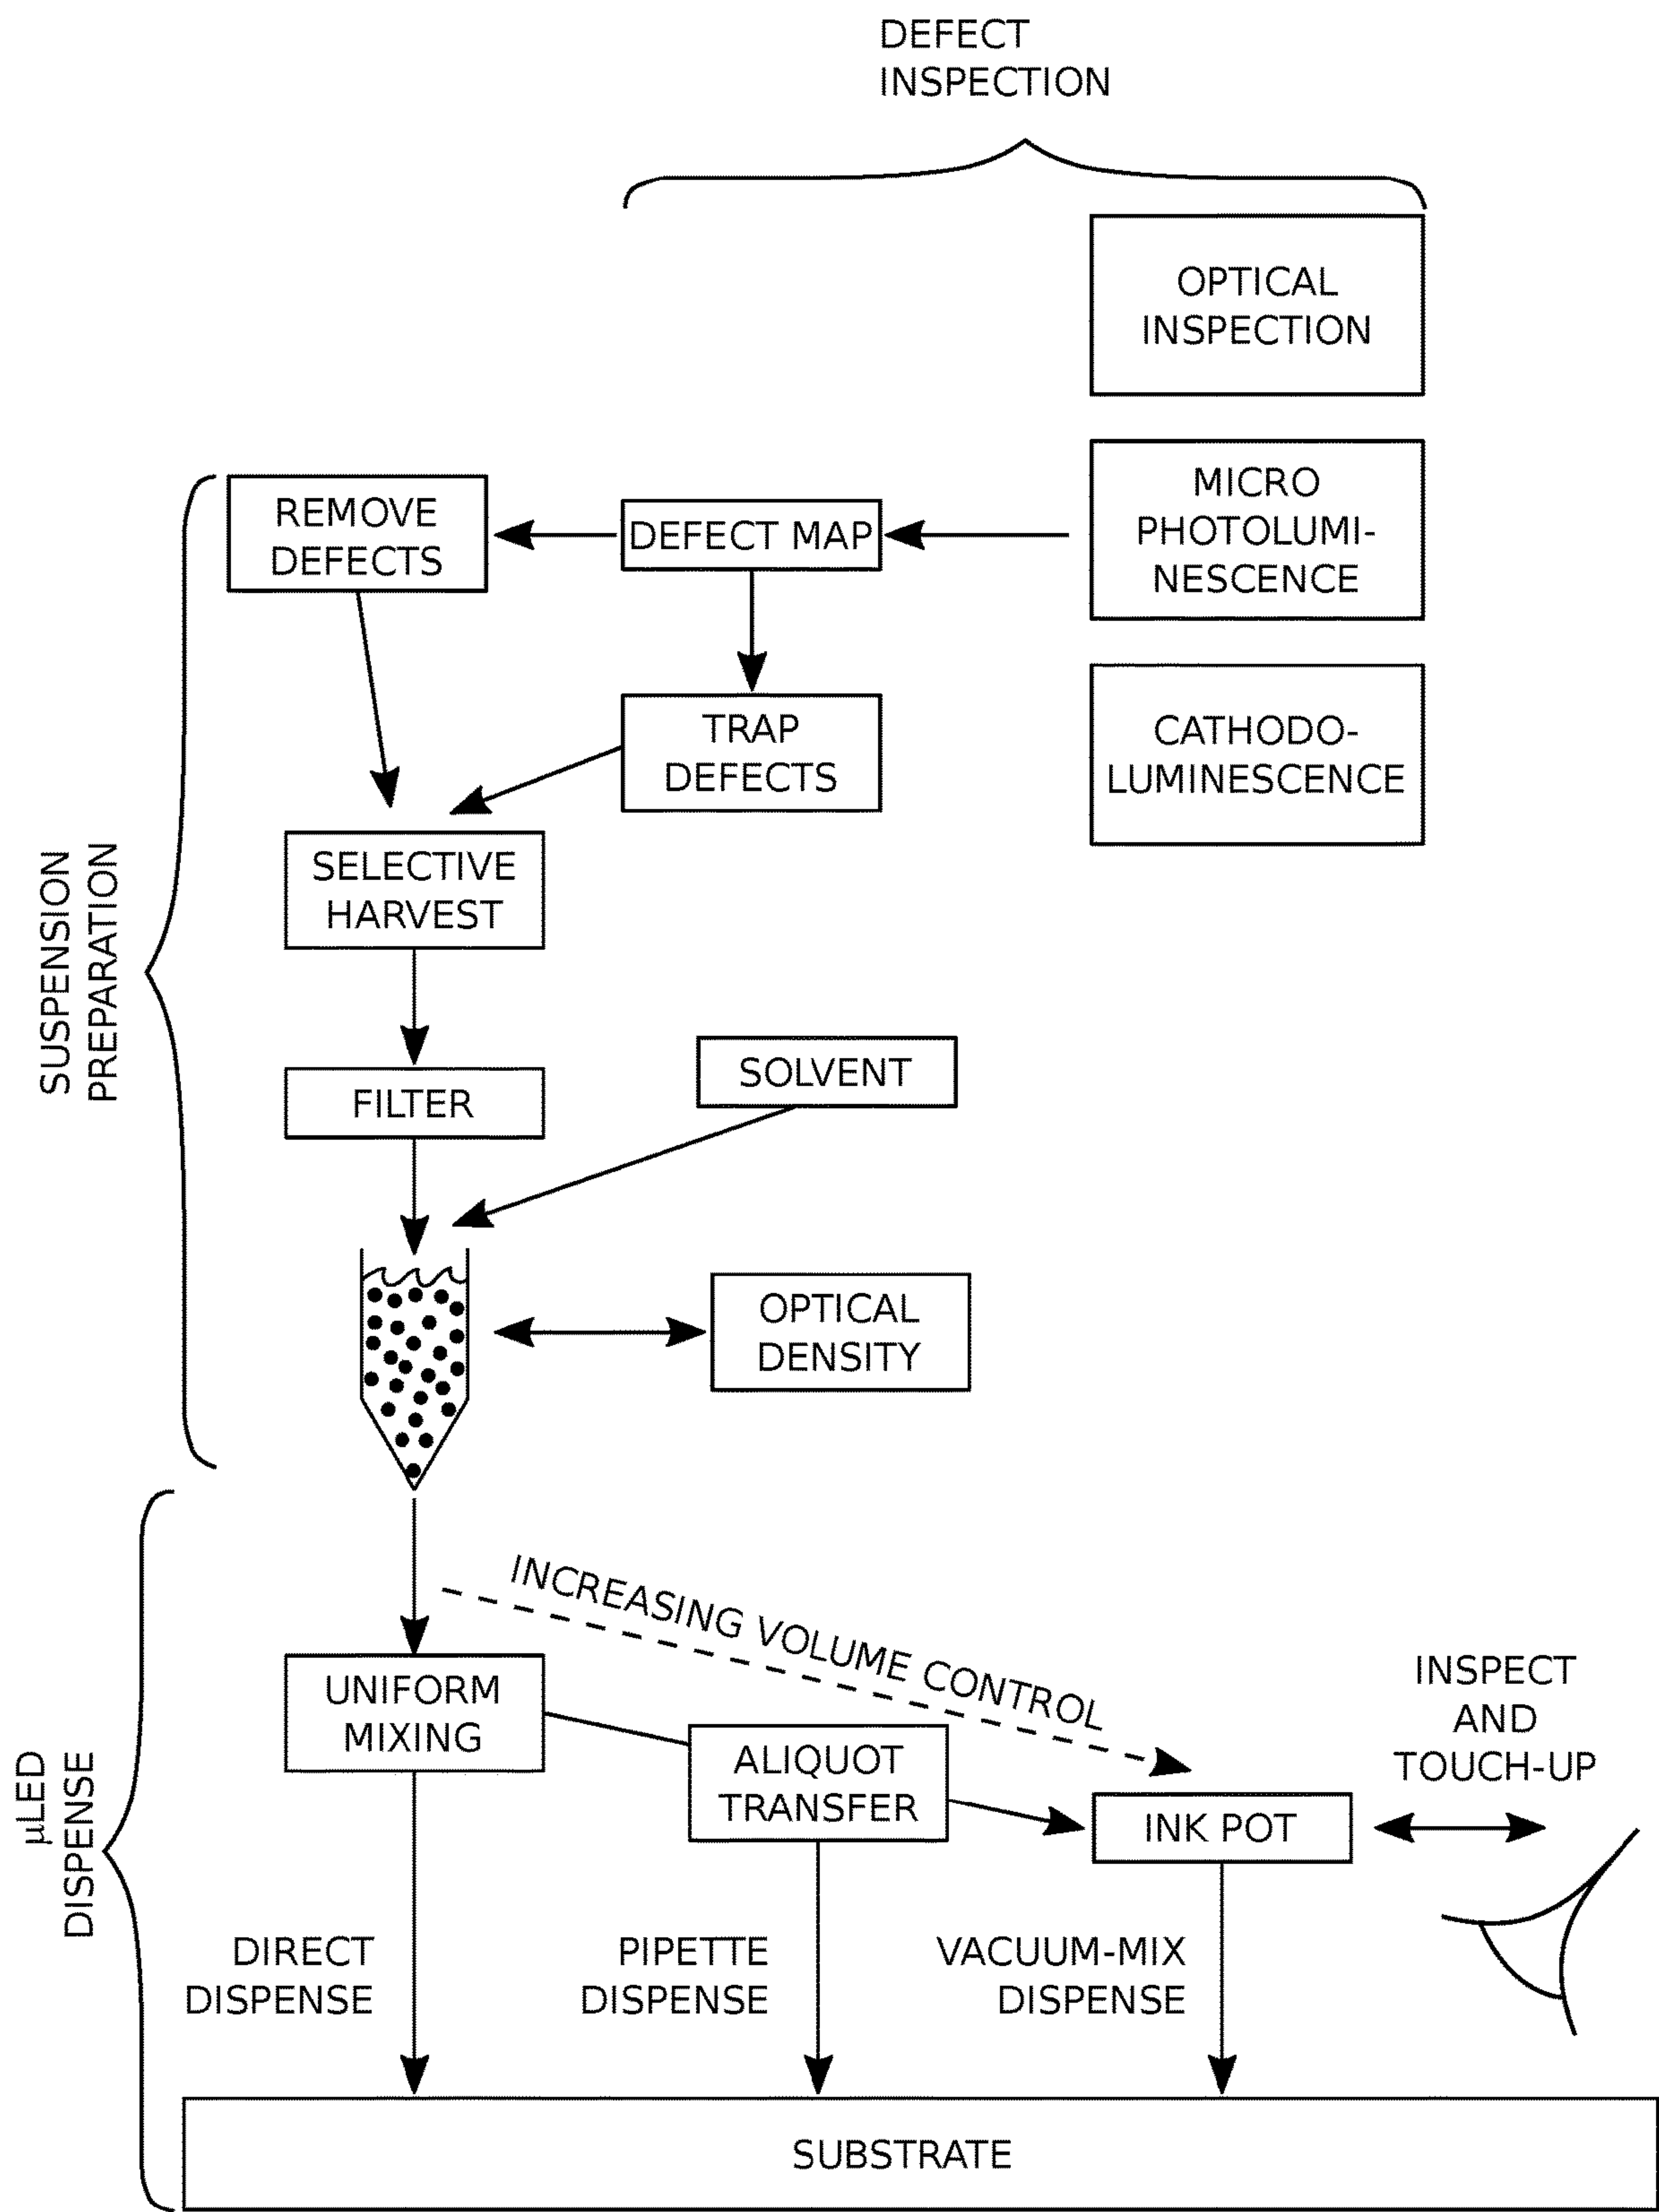 DEFECT
INSPECTION
OPTICAL
INSPECTION
MICRO
PHOTOLUMI-
NESCENCE
CATHODO-
LUMINESCENCE
DEFECT MAP
REMOVE
DEFECTS
TRAP
DEFECTS
SELECTIVE
HARVEST
SUSPENSION
PREPARATION
FILTER
SOLVENT
OPTICAL
DENSITY
INCREASING VOLUME CONTROL
UNIFORM
MIXING
ALIQUOT
TRANSFER
INK POT
INSPECT
AND
TOUCH-UP
µLED
DISPENSE
DIRECT
DISPENSE
PIPETTE
DISPENSE
VACUUM-MIX
DISPENSE
SUBSTRATE